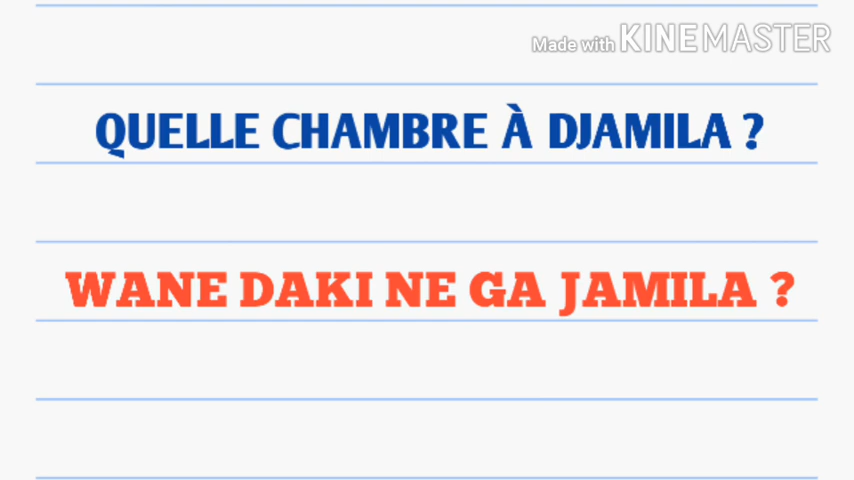 Made with KINEMASTER
QUELLE CHAMBRE À DJAMILA ?
WANE DAKI NE GA JAMILA ?